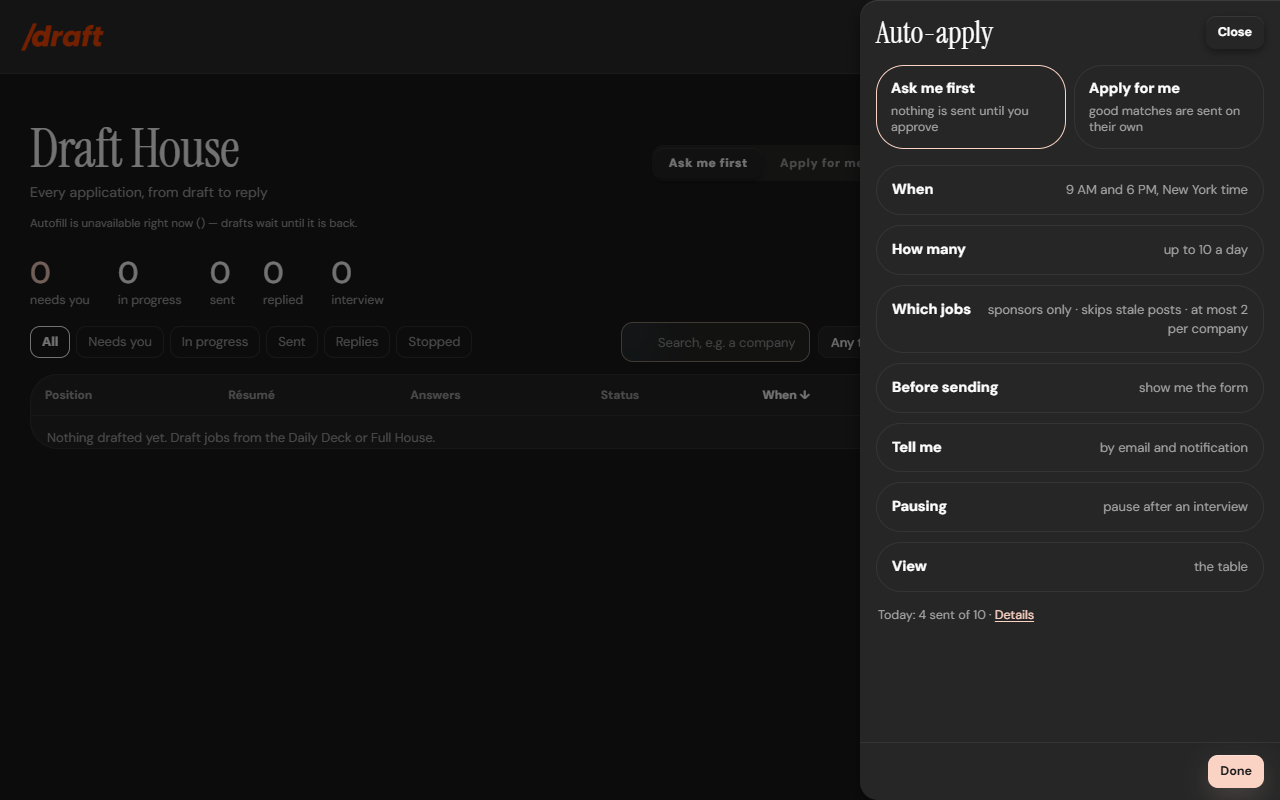 /draft
Auto-apply
Close
Ask me first
nothing is sent until you
approve
Apply for me
good matches are sent on
their own
Draft House
Every application, from draft to reply
Autofill is unavailable right now () — drafts wait until it is back.
Ask me first
Apply for me
0
needs you
0
in progress
0
sent
0
replied
0
interview
All
Needs you
In progress
Sent
Replies
Stopped
Search, e.g. a company
Any t
Position
Résumé
Answers
Status
When ↓
Nothing drafted yet. Draft jobs from the Daily Deck or Full House.
When
9 AM and 6 PM, New York time
How many
up to 10 a day
Which jobs
sponsors only · skips stale posts · at most 2
per company
Before sending
show me the form
Tell me
by email and notification
Pausing
pause after an interview
View
the table
Today: 4 sent of 10 · Details
Done